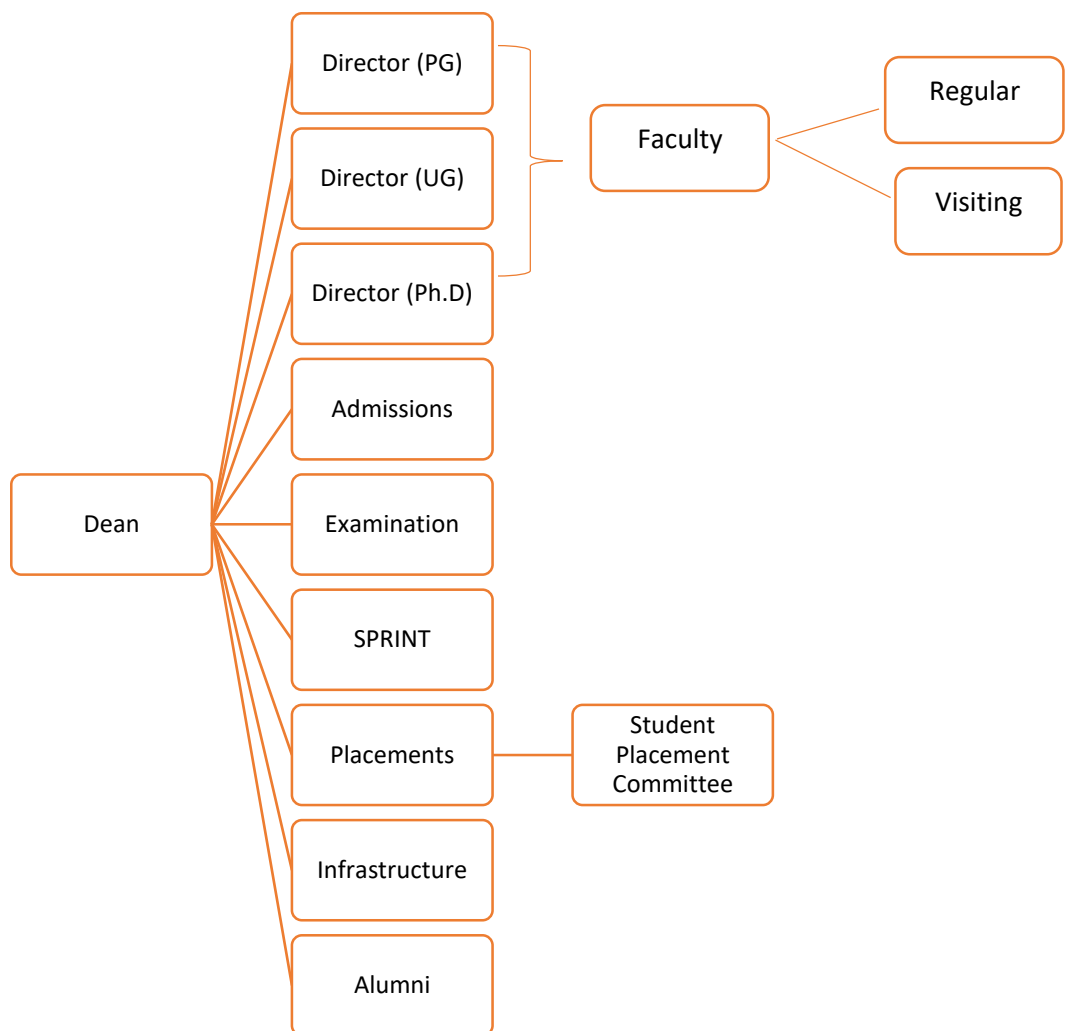 Director (PG)
Regular
Faculty
Director (UG)
Visiting
Director (Ph.D)
Admissions
Dean
Examination
SPRINT
Placements
Student
Placement
Committee
Infrastructure
Alumni